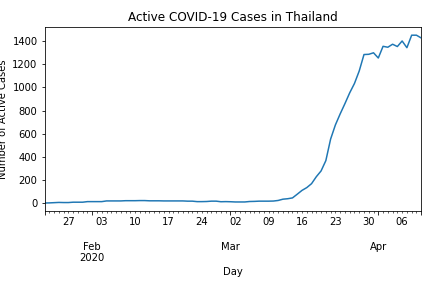 Active COVID-19 Cases in Thailand
1400
1200
1000
800
600
400
200
0
Number of Active Cases
27 03 10 17 24 02 09 16 23 30 06
Feb Mar Apr
2020
Day